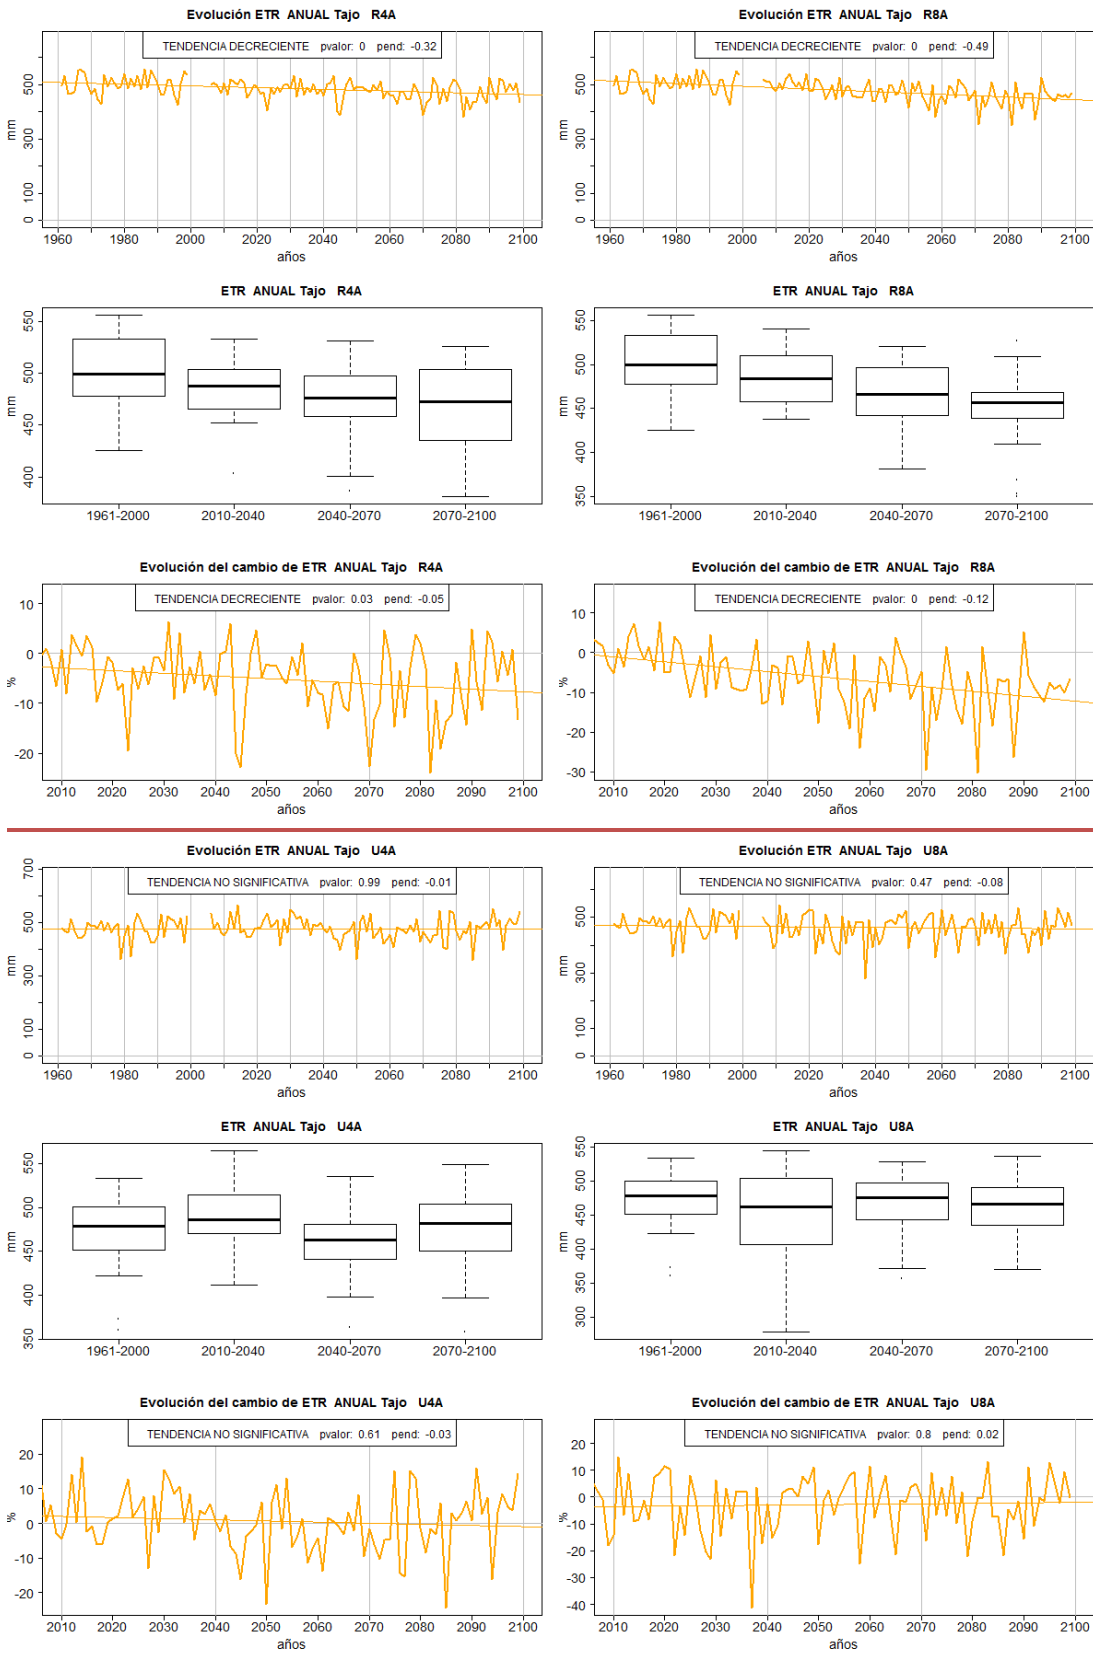 Evolución ETR ANUAL Tajo R4A
TENDENCIA DECRECIENTE pvalor: 0 pend: -0.32
mm
0 100 300 500
1960 1980 2000 2020 2040 2060 2080 2100
años
Evolución ETR ANUAL Tajo R8A
TENDENCIA DECRECIENTE pvalor: 0 pend: -0.49
mm
0 100 300 500
1960 1980 2000 2020 2040 2060 2080 2100
años
ETR ANUAL Tajo R4A
mm
400 450 500 550
1961-2000 2010-2040 2040-2070 2070-2100
ETR ANUAL Tajo R8A
mm
350 400 450 500 550
1961-2000 2010-2040 2040-2070 2070-2100
Evolución del cambio de ETR ANUAL Tajo R4A
TENDENCIA DECRECIENTE pvalor: 0.03 pend: -0.05
10
0
-10
-20
%
2010 2020 2030 2040 2050 2060 2070 2080 2090 2100
años
Evolución del cambio de ETR ANUAL Tajo R8A
TENDENCIA DECRECIENTE pvalor: 0 pend: -0.12
10
0
-10
-20
-30
%
2010 2020 2030 2040 2050 2060 2070 2080 2090 2100
años
Evolución ETR ANUAL Tajo U4A
TENDENCIA NO SIGNIFICATIVA pvalor: 0.99 pend: -0.01
mm
0 100 300 500 700
1960 1980 2000 2020 2040 2060 2080 2100
años
Evolución ETR ANUAL Tajo U8A
TENDENCIA NO SIGNIFICATIVA pvalor: 0.47 pend: -0.08
mm
0 100 300 500
1960 1980 2000 2020 2040 2060 2080 2100
años
ETR ANUAL Tajo U4A
mm
350 400 450 500 550
1961-2000 2010-2040 2040-2070 2070-2100
ETR ANUAL Tajo U8A
mm
300 350 400 450 500 550
1961-2000 2010-2040 2040-2070 2070-2100
Evolución del cambio de ETR ANUAL Tajo U4A
TENDENCIA NO SIGNIFICATIVA pvalor: 0.61 pend: -0.03
20
10
0
-10
-20
%
2010 2020 2030 2040 2050 2060 2070 2080 2090 2100
años
Evolución del cambio de ETR ANUAL Tajo U8A
TENDENCIA NO SIGNIFICATIVA pvalor: 0.8 pend: 0.02
20
10
0
-10
-20
-30
-40
%
2010 2020 2030 2040 2050 2060 2070 2080 2090 2100
años